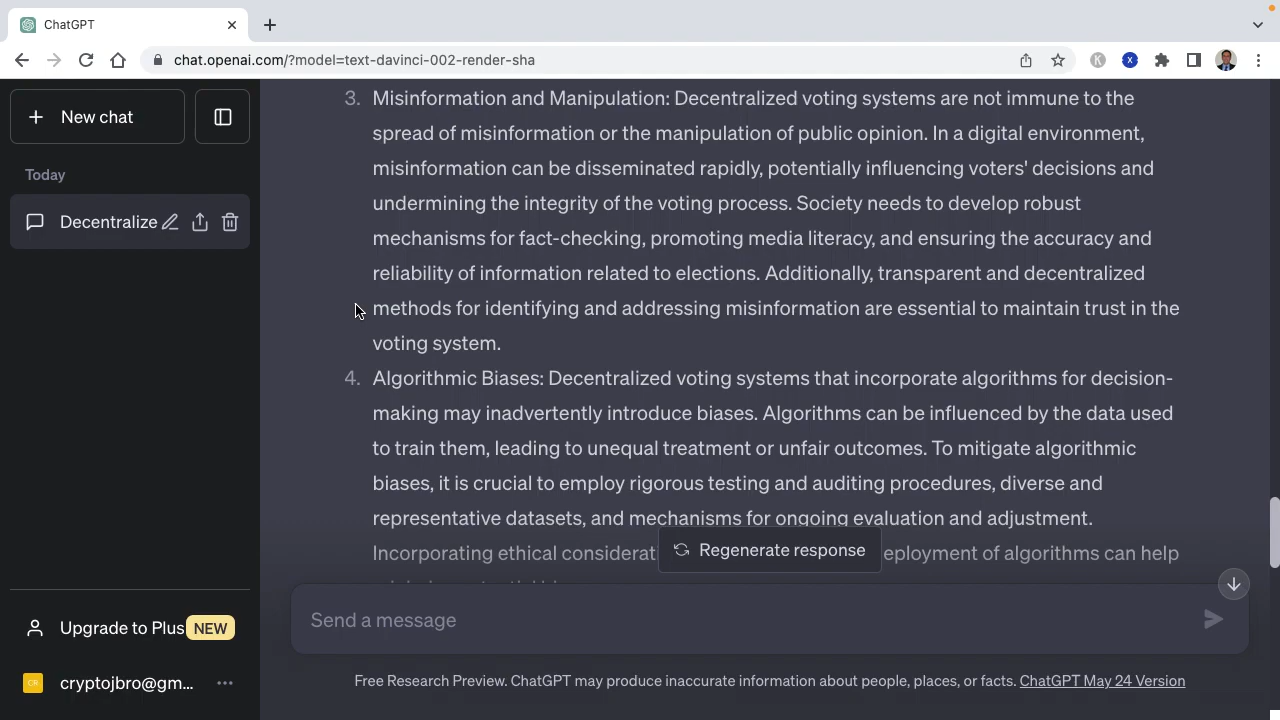 ChatGPT
chat.openai.com/?model=text-davinci-002-render-sha
New chat
Today
Decentralize
Upgrade to Plus NEW
CR cryptojbro@gm...
3. Misinformation and Manipulation: Decentralized voting systems are not immune to the
spread of misinformation or the manipulation of public opinion. In a digital environment,
misinformation can be disseminated rapidly, potentially influencing voters' decisions and
undermining the integrity of the voting process. Society needs to develop robust
mechanisms for fact-checking, promoting media literacy, and ensuring the accuracy and
reliability of information related to elections. Additionally, transparent and decentralized
methods for identifying and addressing misinformation are essential to maintain trust in the
voting system.
4. Algorithmic Biases: Decentralized voting systems that incorporate algorithms for decision-
making may inadvertently introduce biases. Algorithms can be influenced by the data used
to train them, leading to unequal treatment or unfair outcomes. To mitigate algorithmic
biases, it is crucial to employ rigorous testing and auditing procedures, diverse and
representative datasets, and mechanisms for ongoing evaluation and adjustment.
Incorporating ethical considerat eployment of algorithms can help
Regenerate response
Send a message
Free Research Preview. ChatGPT may produce inaccurate information about people, places, or facts. ChatGPT May 24 Version